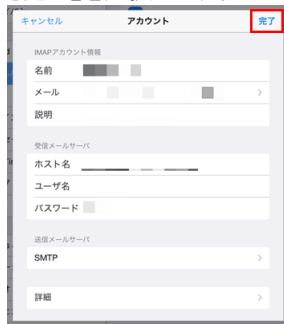 キャンセル アカウント 完了
IMAPアカウント情報
名前
メール
説明
受信メールサーバ
ホスト名
ユーザ名
パスワード
送信メールサーバ
SMTP
詳細